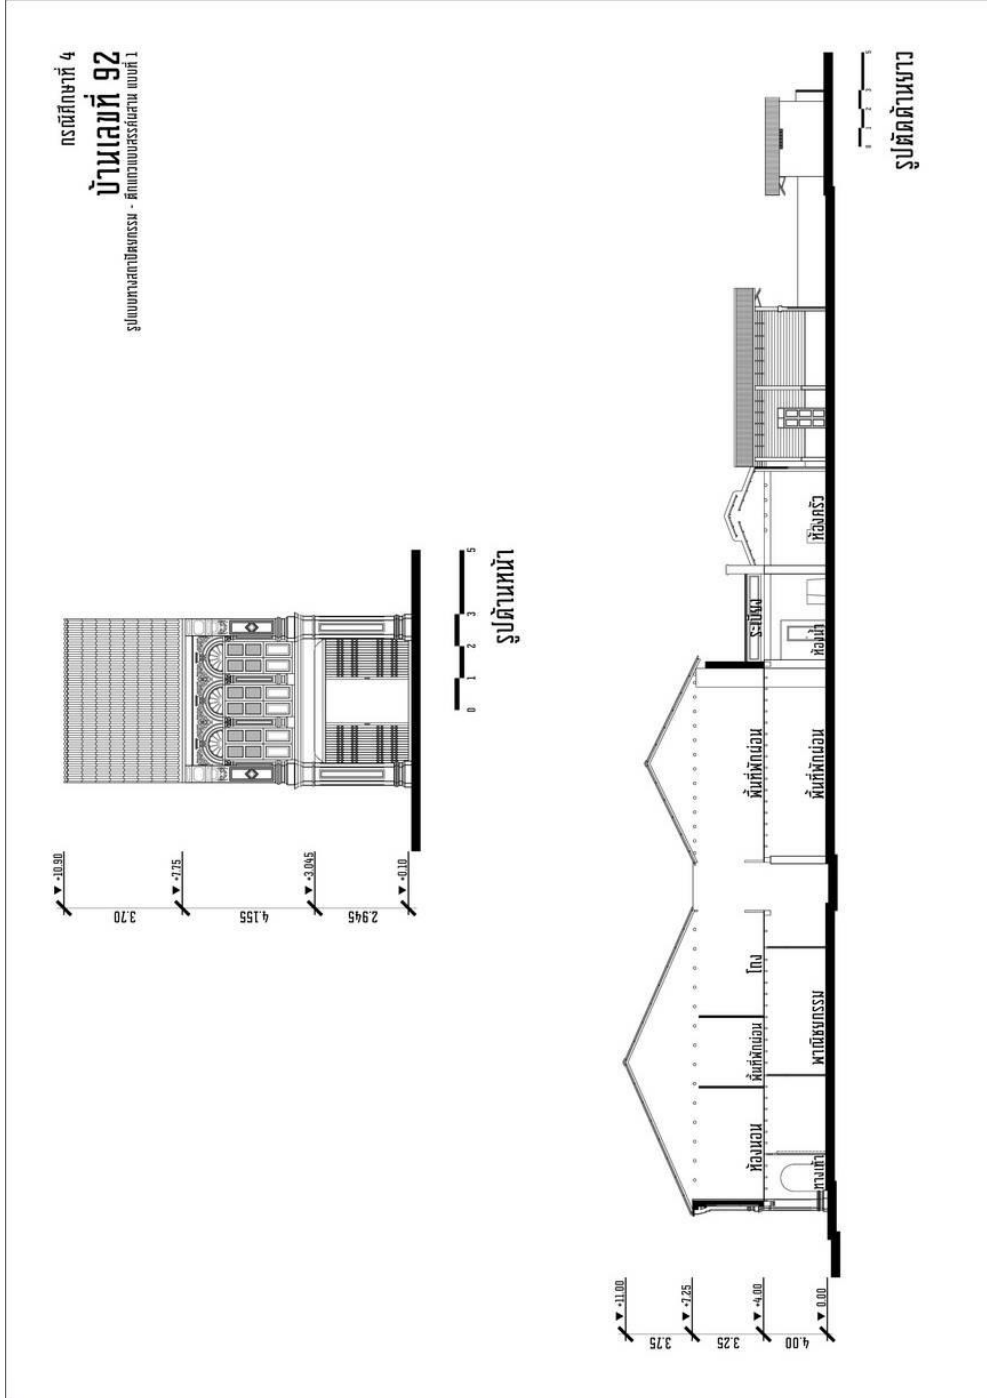 กรณีศึกษาที่ 4
บ้านเลขที่ 92
รูปแบบทางสถาปัตยกรรม - ตึกแถวแบบสรรค์ผสาน แบบที่ 1
+10.90
+7.75
+3.045
+0.10
3.70
4.155
2.945
0 1 2 3 5
รูปด้านหน้า
+11.00
+7.25
+4.00
0.00
3.75
3.25
4.00
ห้องนอน
พื้นที่พักผ่อน
โถง
พื้นที่พักผ่อน
ระเบียง
ทางเท้า
พาณิชยกรรม
พื้นที่พักผ่อน
ห้องน้ำ
ห้องครัว
0 1 2 3 5
รูปตัดด้านยาว